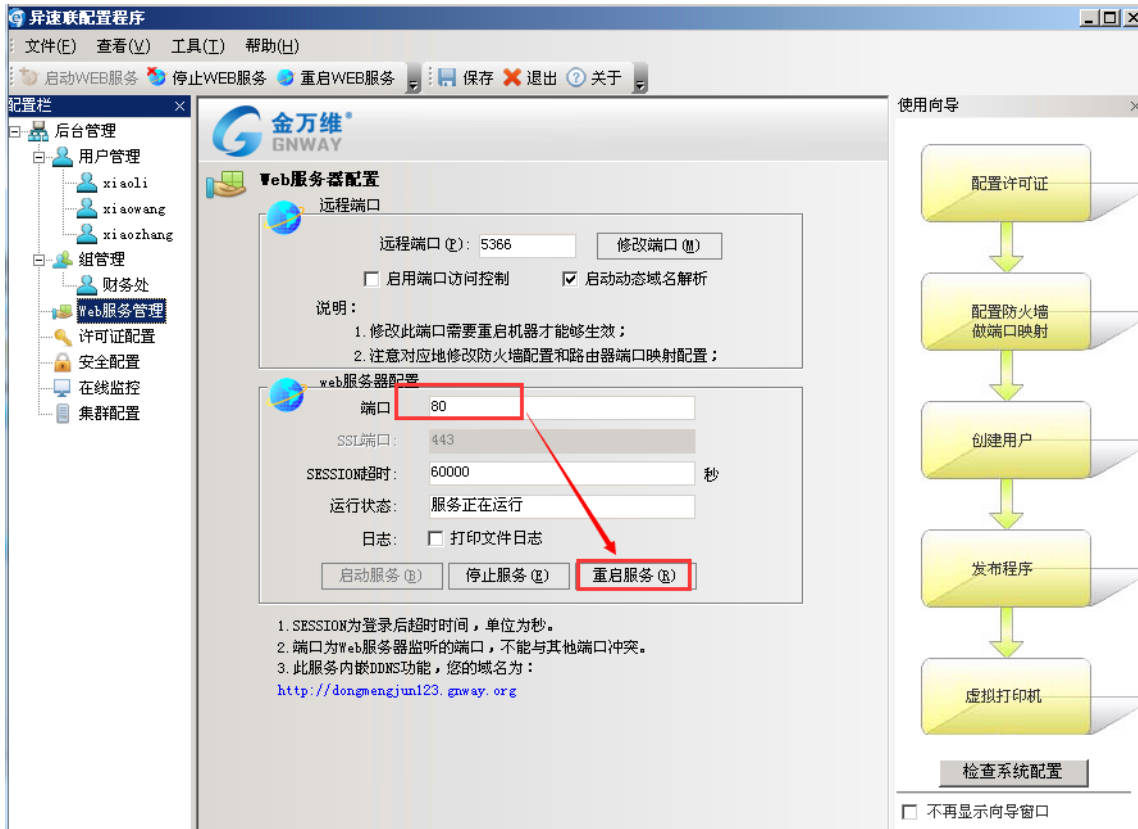 异速联配置程序
文件(F) 查看(V) 工具(T) 帮助(H)
启动WEB服务 停止WEB服务 重启WEB服务 保存 退出 关于
配置栏
后台管理
用户管理
xiaoli
xiaowang
xiaozhang
组管理
财务处
Web服务管理
许可证配置
安全配置
在线监控
集群配置
金万维®
GNWAY
Web服务器配置
远程端口
远程端口(P): 5366 修改端口(M)
启用端口访问控制 启动动态域名解析
说明:
1.修改此端口需要重启机器才能够生效;
2.注意对应地修改防火墙配置和路由器端口映射配置;
web服务器配置
端口 80
SSL端口: 443
SESSION超时: 60000 秒
运行状态: 服务正在运行
日志: 打印文件日志
启动服务(B) 停止服务(E) 重启服务(R)
1.SESSION为登录后超时时间,单位为秒。
2.端口为Web服务器监听的端口,不能与其他端口冲突。
3.此服务内嵌DDNS功能,您的域名为:
http://dongmengjun123.gnway.org
使用向导
配置许可证
配置防火墙
做端口映射
创建用户
发布程序
虚拟打印机
检查系统配置
不再显示向导窗口